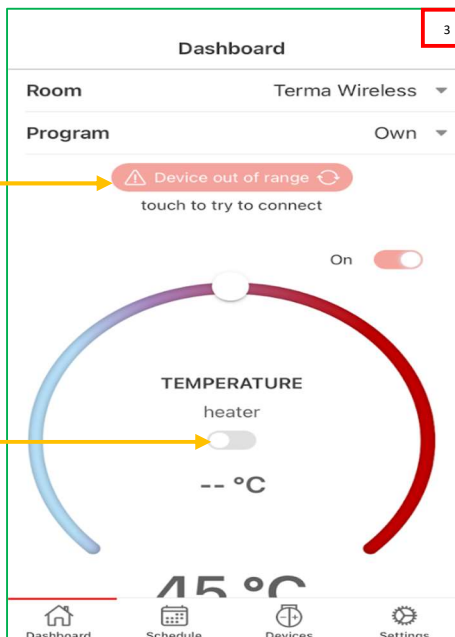 3
Dashboard
Room Terma Wireless
Program Own
Device out of range
touch to try to connect
On
TEMPERATURE
heater
-- °C
45 °C
Dashboard Schedule Devices Settings